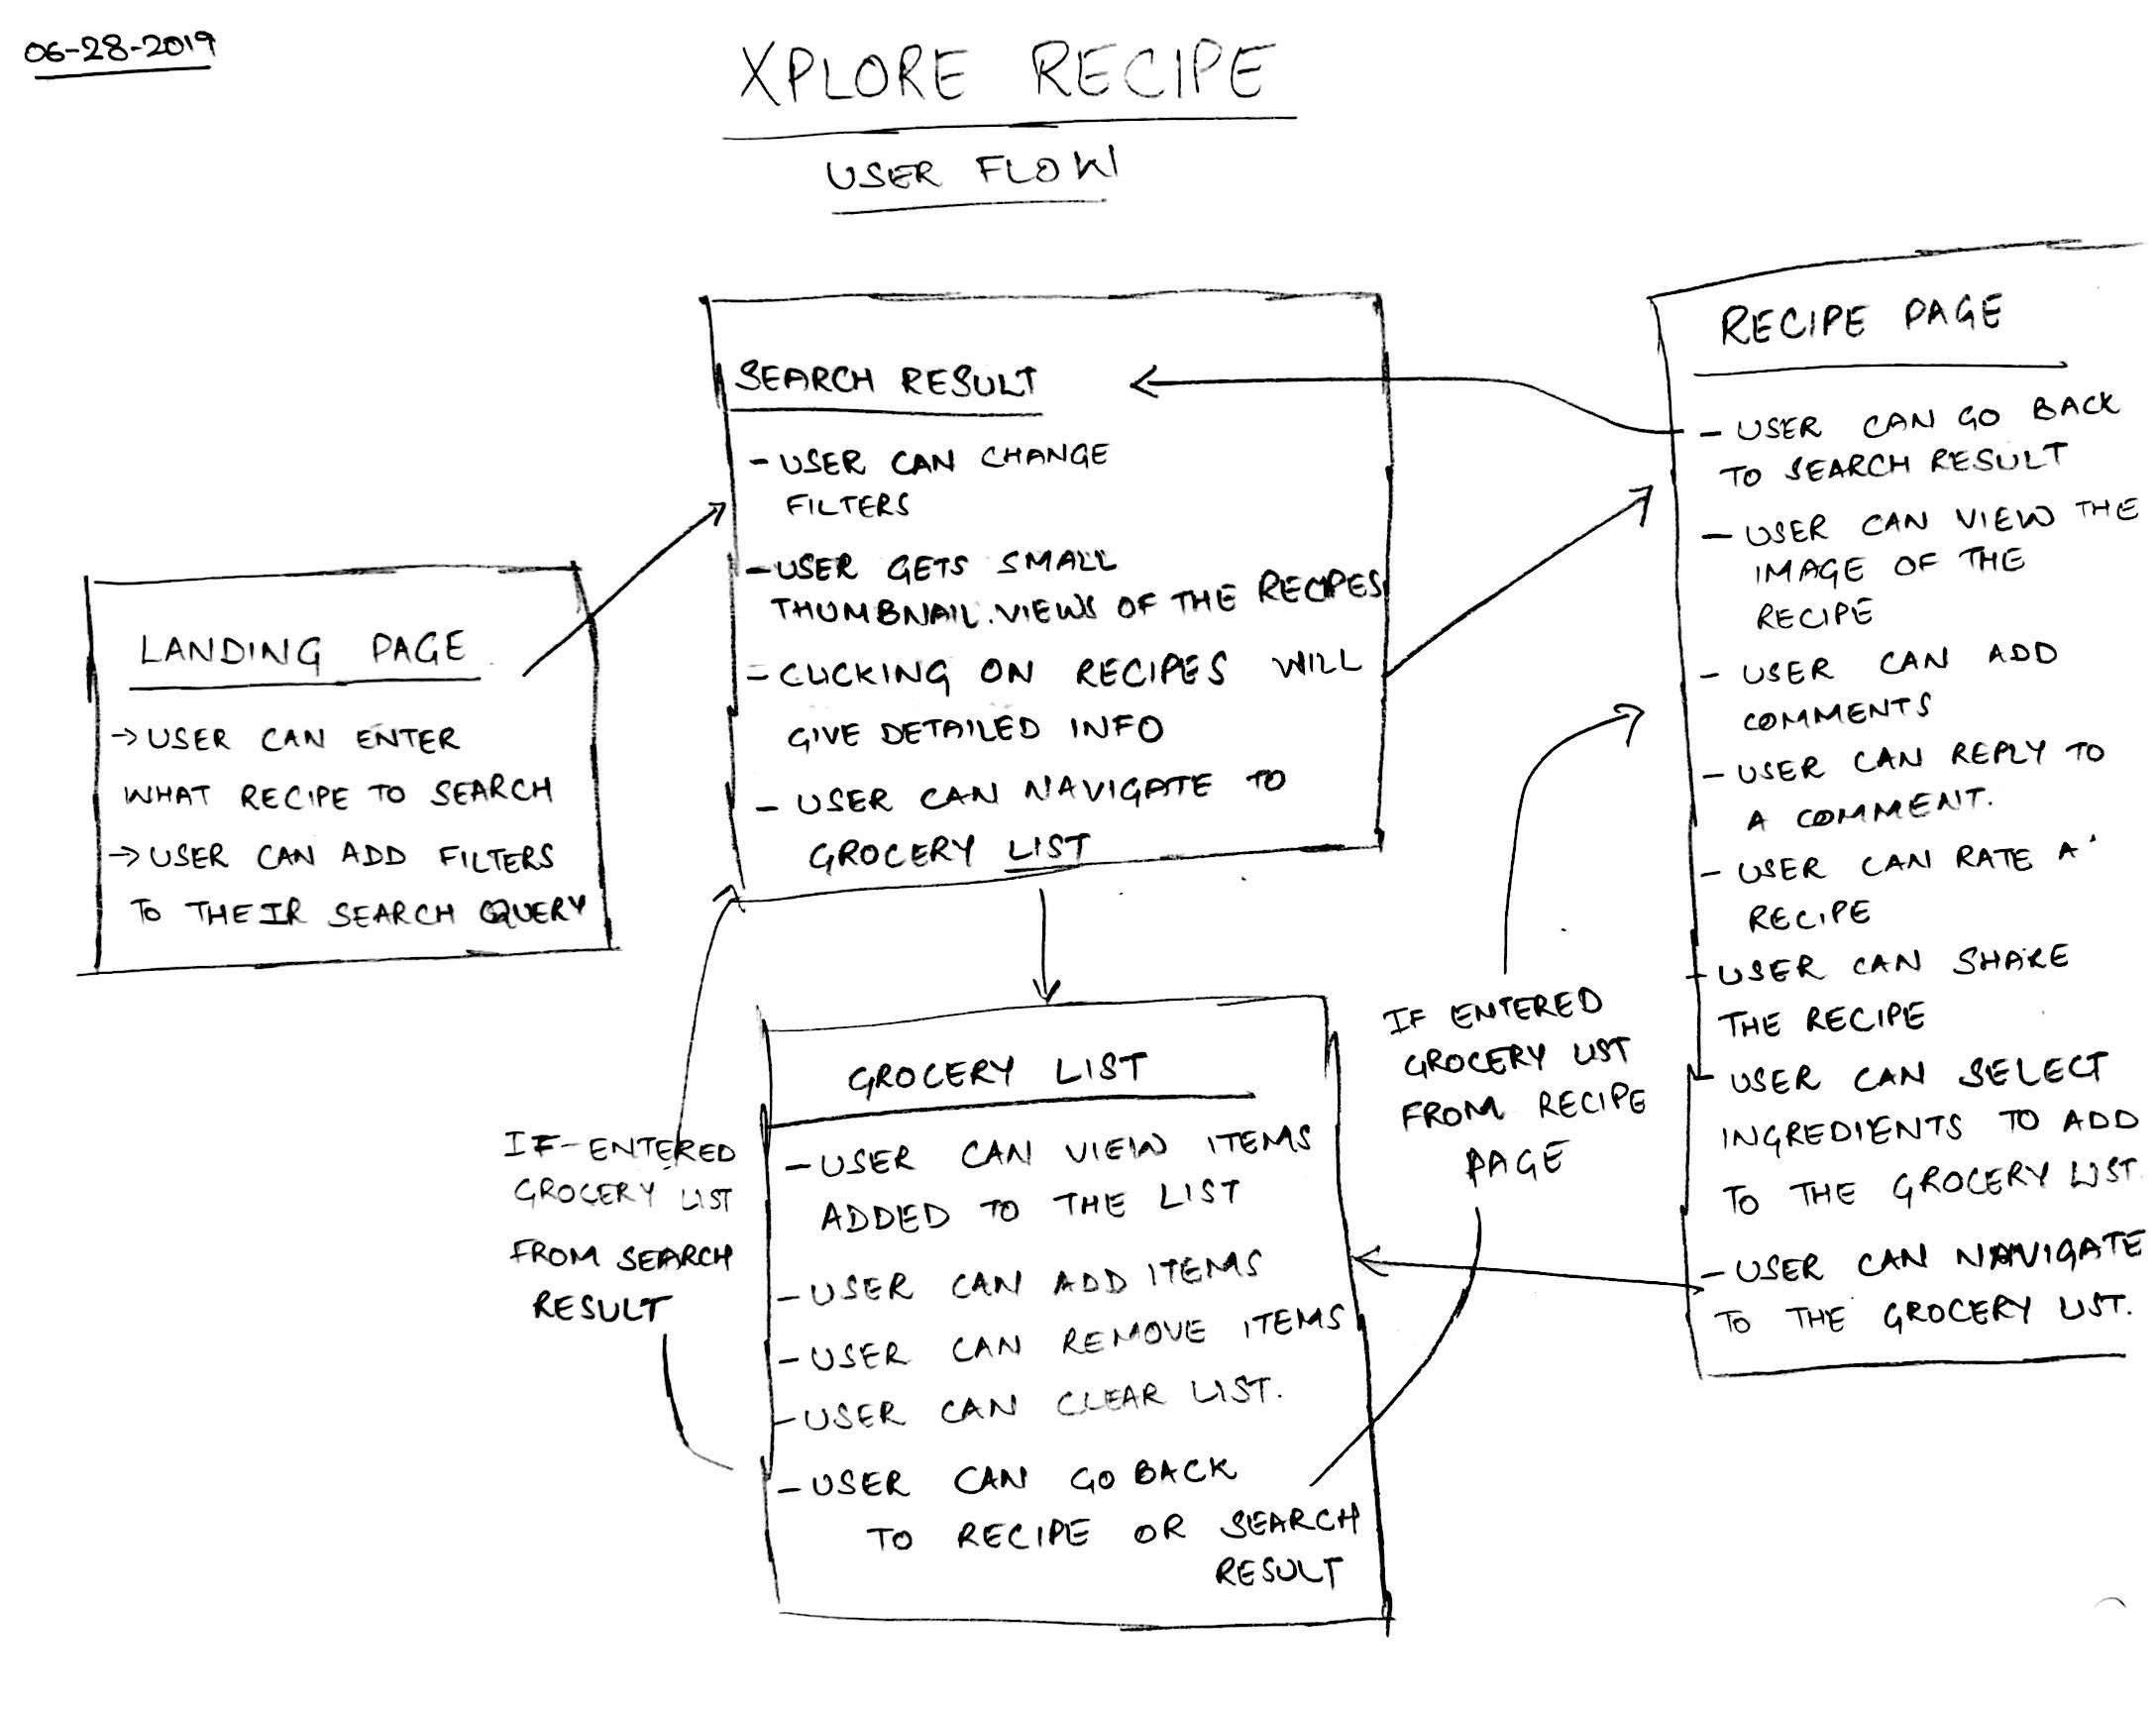 06-28-2019
XPLORE RECIPE
USER FLOW
LANDING PAGE
→ USER CAN ENTER
WHAT RECIPE TO SEARCH
→ USER CAN ADD FILTERS
TO THEIR SEARCH QUERY
SEARCH RESULT
- USER CAN CHANGE
FILTERS
- USER GETS SMALL
THUMBNAIL.VIEWS OF THE RECIPES
- CLICKING ON RECIPES WILL
GIVE DETAILED INFO
- USER CAN NAVIGATE TO
GROCERY LIST
RECIPE PAGE
- USER CAN GO BACK
TO SEARCH RESULT
- USER CAN VIEW THE
IMAGE OF THE
RECIPE
- USER CAN ADD
COMMENTS
- USER CAN REPLY TO
A COMMENT.
- USER CAN RATE A
RECIPE
- USER CAN SHARE
THE RECIPE
- USER CAN SELECT
INGREDIENTS TO ADD
TO THE GROCERY LIST
- USER CAN NAVIGATE
TO THE GROCERY LIST.
IF ENTERED
GROCERY LIST
FROM SEARCH
RESULT
GROCERY LIST
- USER CAN VIEW ITEMS
ADDED TO THE LIST
- USER CAN ADD ITEMS
- USER CAN REMOVE ITEMS
- USER CAN CLEAR LIST.
- USER CAN GO BACK
TO RECIPE OR SEARCH
RESULT
IF ENTERED
GROCERY LIST
FROM RECIPE
PAGE